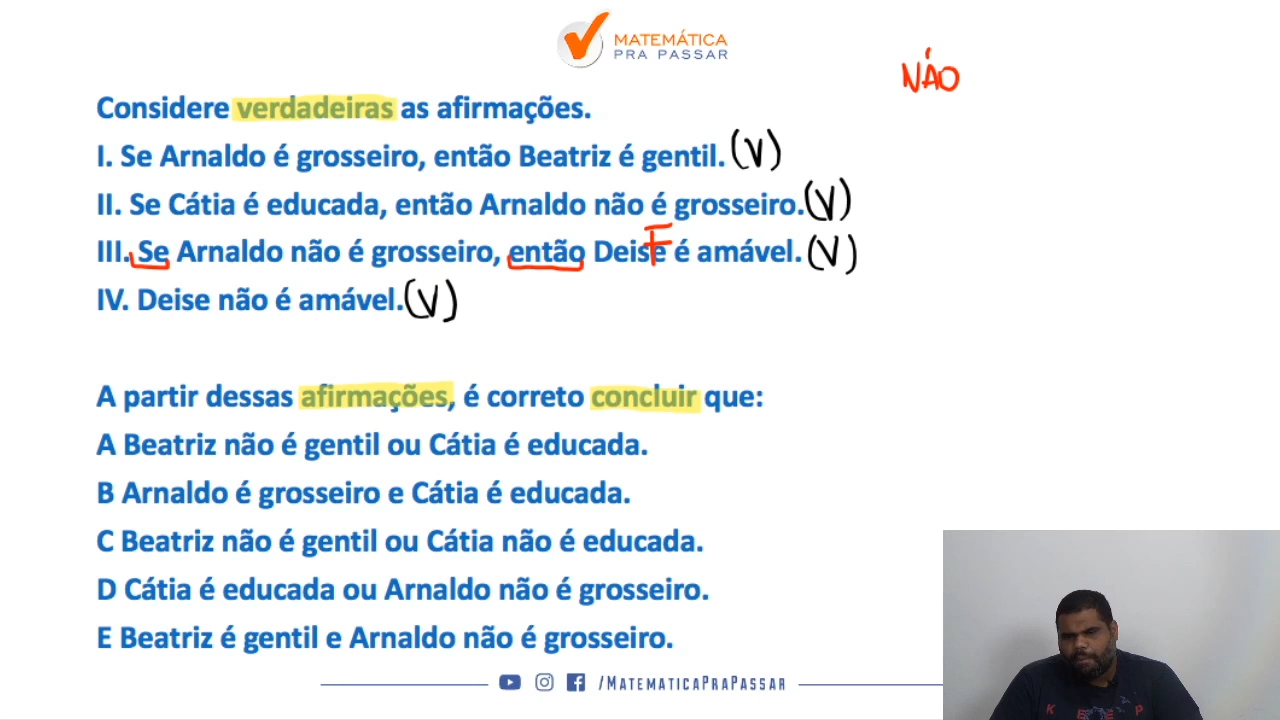 MATEMÁTICA
PRA PASSAR
NÃO
Considere verdadeiras as afirmações.
I. Se Arnaldo é grosseiro, então Beatriz é gentil. (V)
II. Se Cátia é educada, então Arnaldo não é grosseiro. (V)
F
III. Se Arnaldo não é grosseiro, então Deise é amável. (V)
IV. Deise não é amável. (V)
A partir dessas afirmações, é correto concluir que:
A Beatriz não é gentil ou Cátia é educada.
B Arnaldo é grosseiro e Cátia é educada.
C Beatriz não é gentil ou Cátia não é educada.
D Cátia é educada ou Arnaldo não é grosseiro.
E Beatriz é gentil e Arnaldo não é grosseiro.
/MATEMATICAPRAPASSAR
K E E P